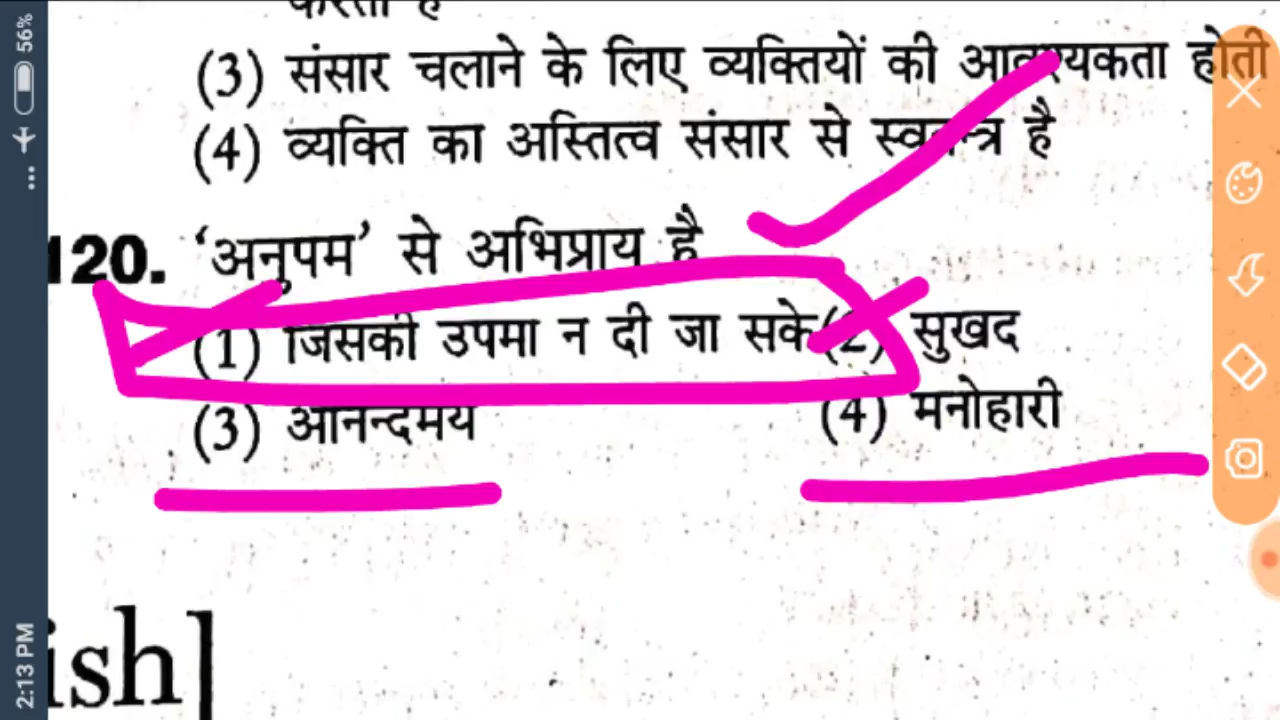 करता है
(3) संसार चलाने के लिए व्यक्तियों की आवश्यकता होती
(4) व्यक्ति का अस्तित्व संसार से स्वतन्त्र है
120. ‘अनुपम’ से अभिप्राय है
(1) जिसकी उपमा न दी जा सके (2) सुखद
(3) आनन्दमय (4) मनोहारी
ish]
56%
2:13 PM